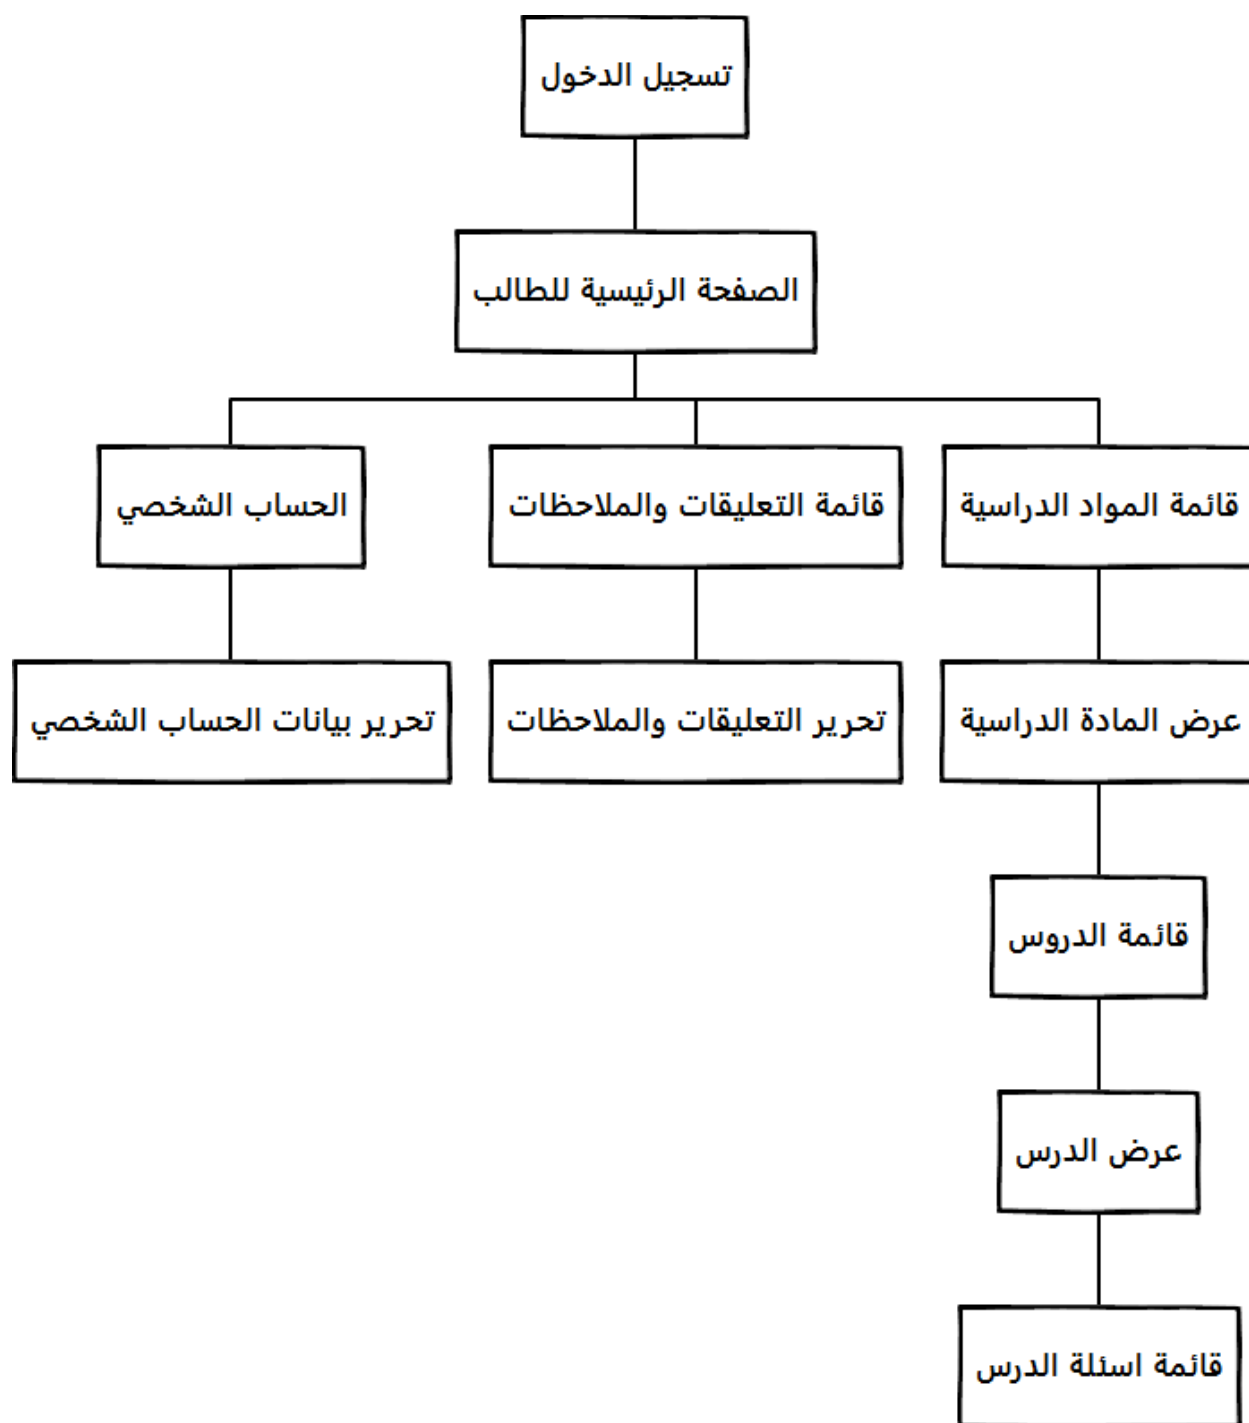 تسجيل الدخول
الصفحة الرئيسية للطالب
قائمة المواد الدراسية
قائمة التعليقات والملاحظات
الحساب الشخصي
عرض المادة الدراسية
تحرير التعليقات والملاحظات
تحرير بيانات الحساب الشخصي
قائمة الدروس
عرض الدرس
قائمة اسئلة الدرس